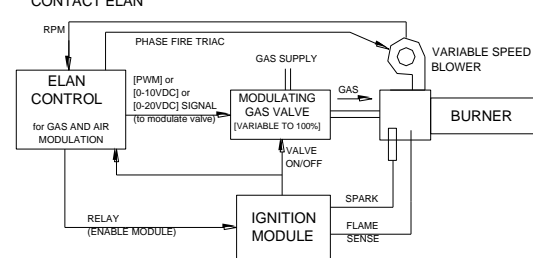 CONTACT ELAN
RPM
PHASE FIRE TRIAC
GAS SUPPLY
VARIABLE SPEED
BLOWER
ELAN
CONTROL
for GAS AND AIR
MODULATION
[PWM] or
[0-10VDC] or
[0-20VDC] SIGNAL
(to modulate valve)
MODULATING
GAS VALVE
[VARIABLE TO 100%]
GAS
BURNER
VALVE
ON/OFF
RELAY
(ENABLE MODULE)
IGNITION
MODULE
SPARK
FLAME
SENSE